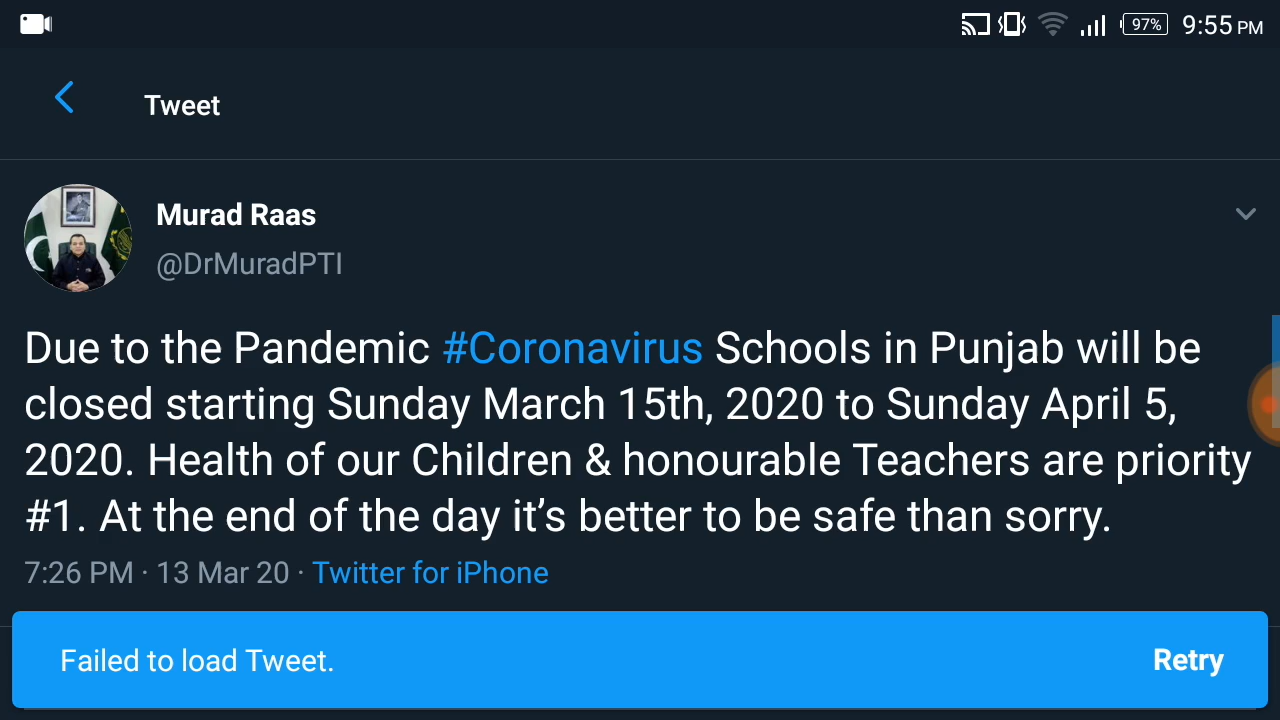 97% 9:55 PM
Tweet
Murad Raas
@DrMuradPTI
Due to the Pandemic #Coronavirus Schools in Punjab will be
closed starting Sunday March 15th, 2020 to Sunday April 5,
2020. Health of our Children & honourable Teachers are priority
#1. At the end of the day it’s better to be safe than sorry.
7:26 PM · 13 Mar 20 · Twitter for iPhone
Failed to load Tweet. Retry